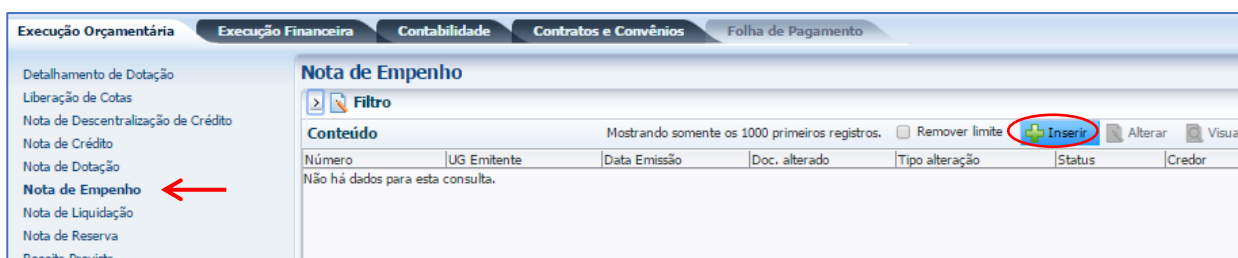 Execução Orçamentária Execução Financeira Contabilidade Contratos e Convênios Folha de Pagamento
Detalhamento de Dotação
Liberação de Cotas
Nota de Descentralização de Crédito
Nota de Crédito
Nota de Dotação
Nota de Empenho
Nota de Liquidação
Nota de Reserva
Receita Prevista
Nota de Empenho
> Filtro
Conteúdo Mostrando somente os 1000 primeiros registros. Remover limite Inserir Alterar Visua
Número UG Emitente Data Emissão Doc. alterado Tipo alteração Status Credor
Não há dados para esta consulta.